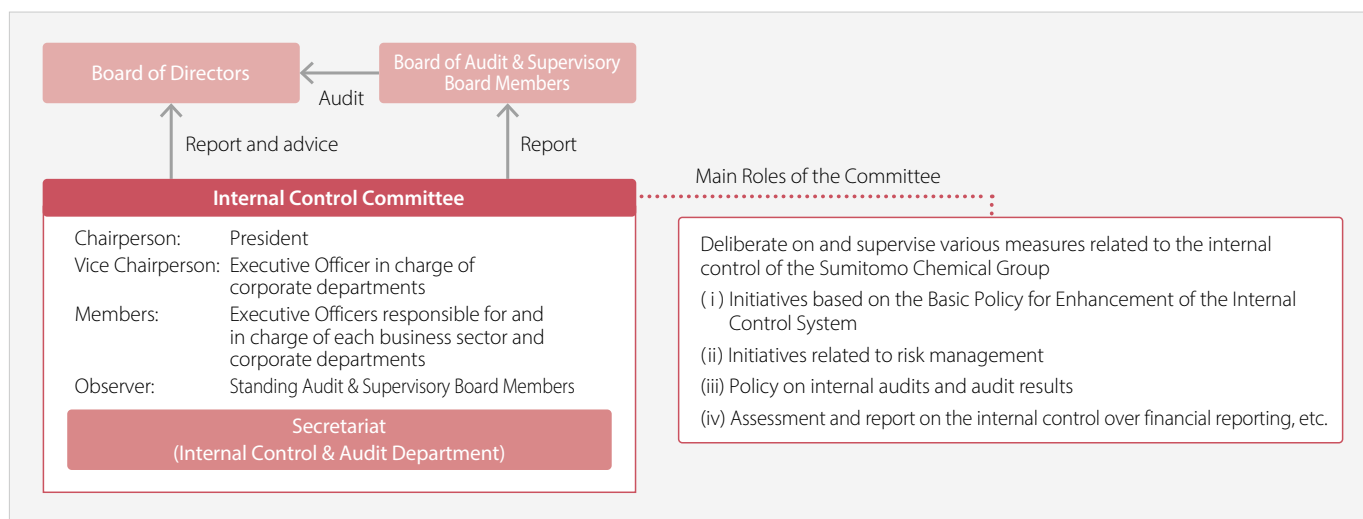 Board of Directors
Board of Audit & Supervisory
Board Members
Audit
Report and advice
Report
Internal Control Committee
Chairperson: President
Vice Chairperson: Executive Officer in charge of
corporate departments
Members: Executive Officers responsible for and
in charge of each business sector and
corporate departments
Observer: Standing Audit & Supervisory Board Members
Secretariat
(Internal Control & Audit Department)
Main Roles of the Committee
Deliberate on and supervise various measures related to the internal
control of the Sumitomo Chemical Group
(i) Initiatives based on the Basic Policy for Enhancement of the Internal
Control System
(ii) Initiatives related to risk management
(iii) Policy on internal audits and audit results
(iv) Assessment and report on the internal control over financial reporting, etc.